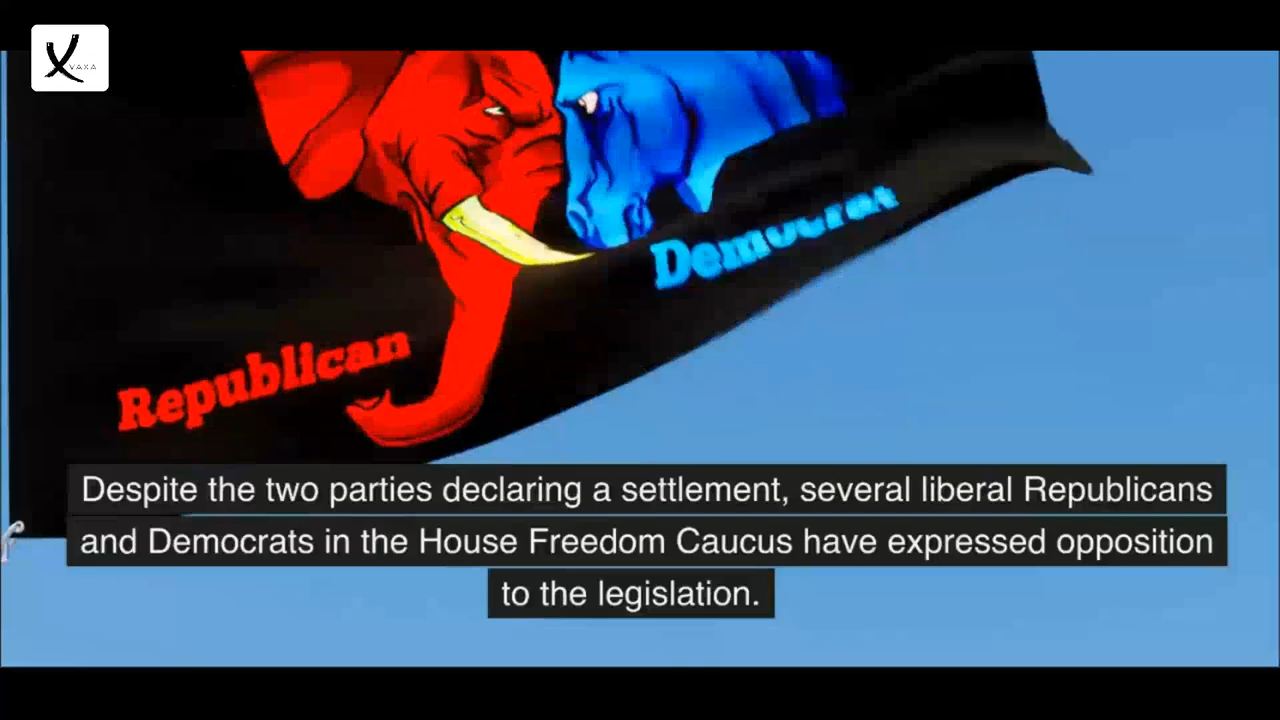 VAXA
Democrat
Republican
Despite the two parties declaring a settlement, several liberal Republicans
and Democrats in the House Freedom Caucus have expressed opposition
to the legislation.